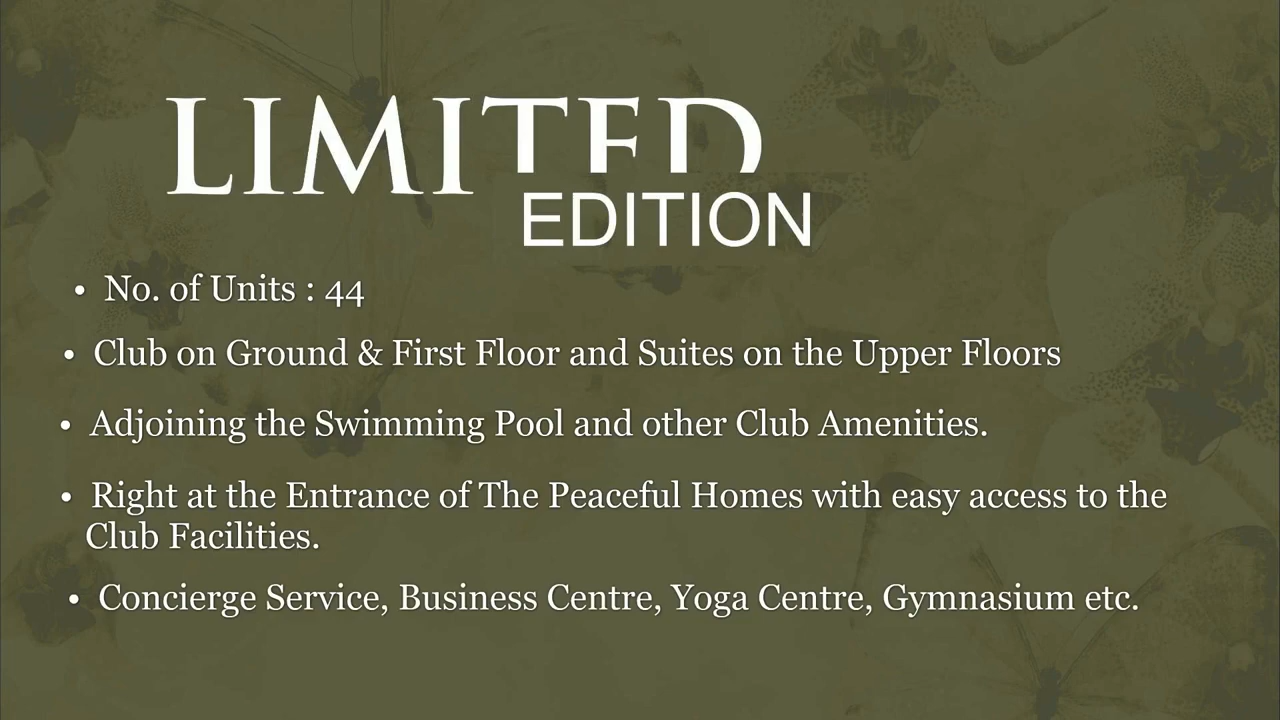 LIMITED
EDITION
• No. of Units : 44
• Club on Ground & First Floor and Suites on the Upper Floors
• Adjoining the Swimming Pool and other Club Amenities.
• Right at the Entrance of The Peaceful Homes with easy access to the
Club Facilities.
• Concierge Service, Business Centre, Yoga Centre, Gymnasium etc.